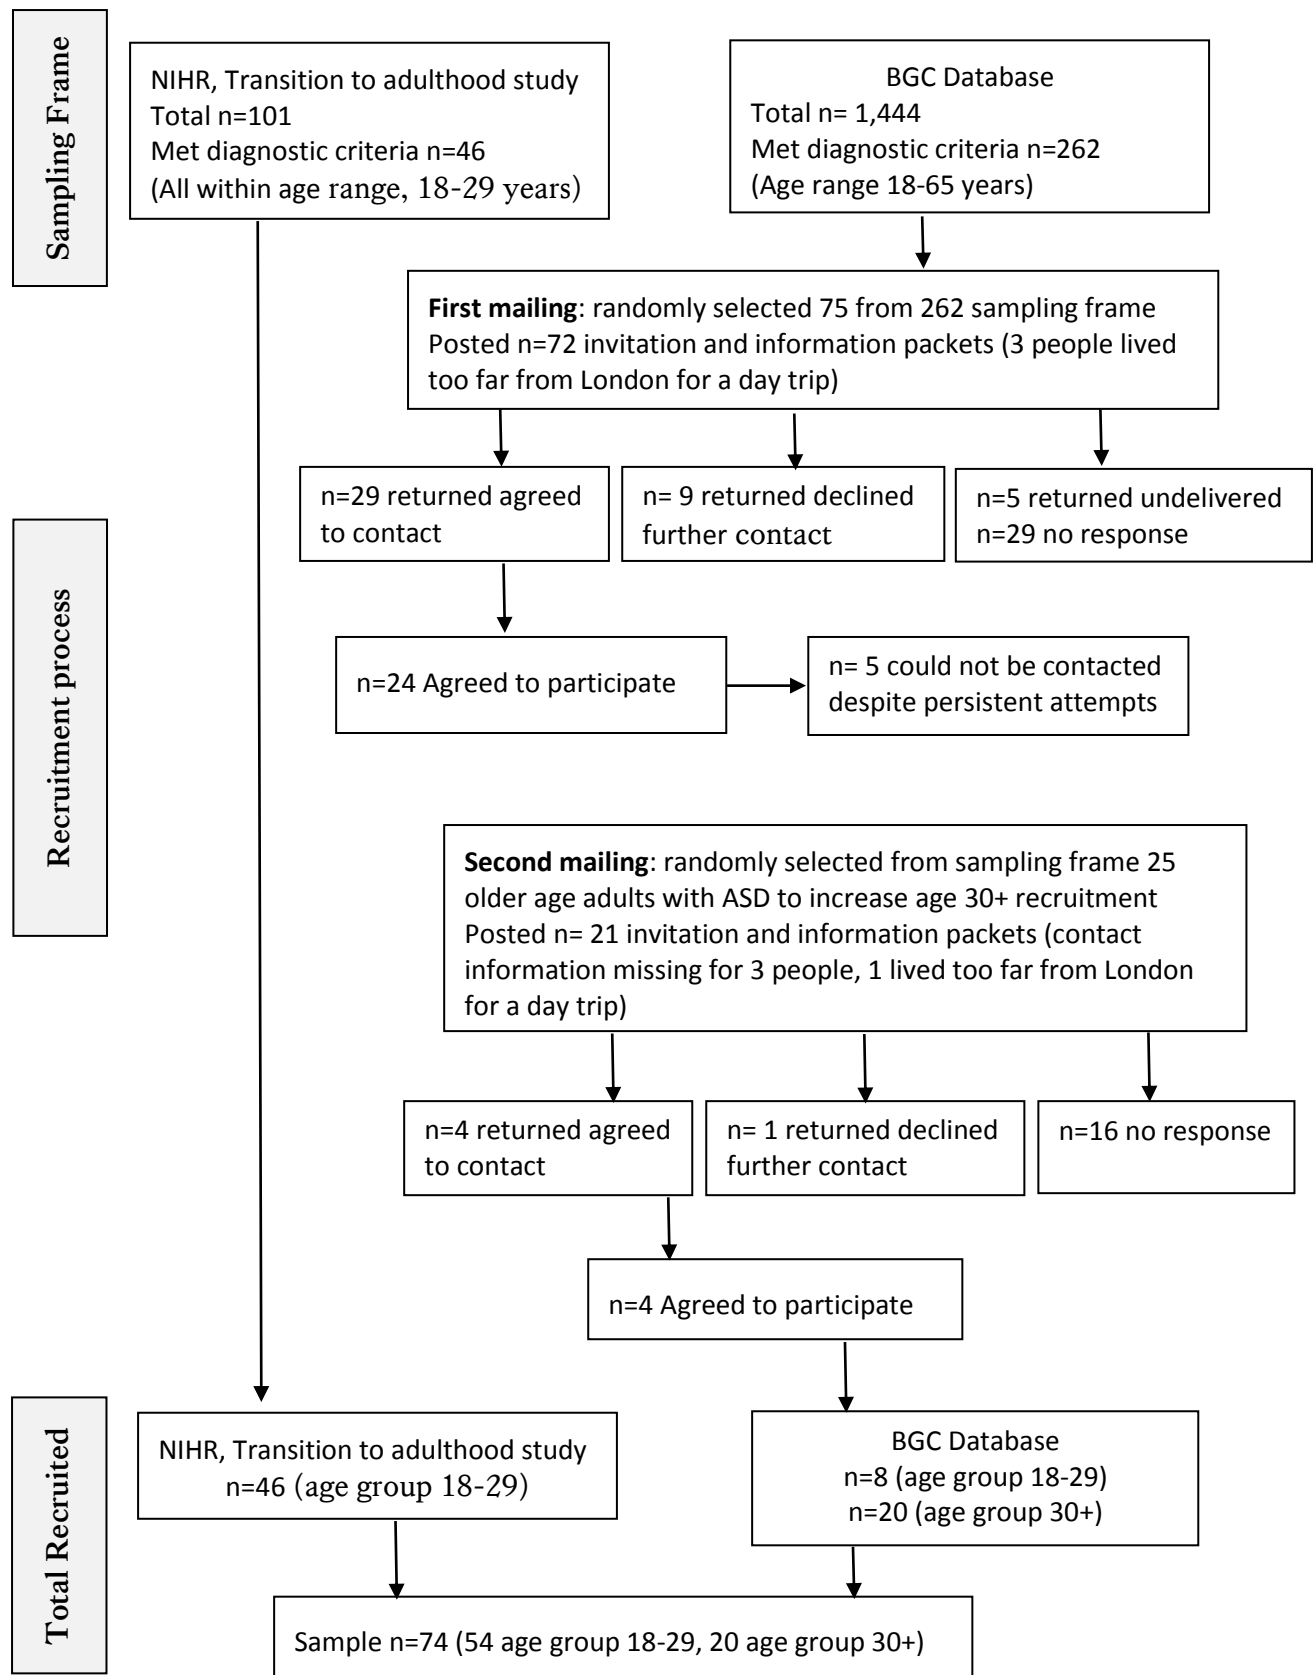 Sampling Frame
NIHR, Transition to adulthood study
Total n=101
Met diagnostic criteria n=46
(All within age range, 18-29 years)
BGC Database
Total n= 1,444
Met diagnostic criteria n=262
(Age range 18-65 years)
First mailing: randomly selected 75 from 262 sampling frame
Posted n=72 invitation and information packets (3 people lived
too far from London for a day trip)
Recruitment process
n=29 returned agreed
to contact
n= 9 returned declined
further contact
n=5 returned undelivered
n=29 no response
n=24 Agreed to participate
n= 5 could not be contacted
despite persistent attempts
Second mailing: randomly selected from sampling frame 25
older age adults with ASD to increase age 30+ recruitment
Posted n= 21 invitation and information packets (contact
information missing for 3 people, 1 lived too far from London
for a day trip)
n=4 returned agreed
to contact
n= 1 returned declined
further contact
n=16 no response
n=4 Agreed to participate
Total Recruited
NIHR, Transition to adulthood study
n=46 (age group 18-29)
BGC Database
n=8 (age group 18-29)
n=20 (age group 30+)
Sample n=74 (54 age group 18-29, 20 age group 30+)